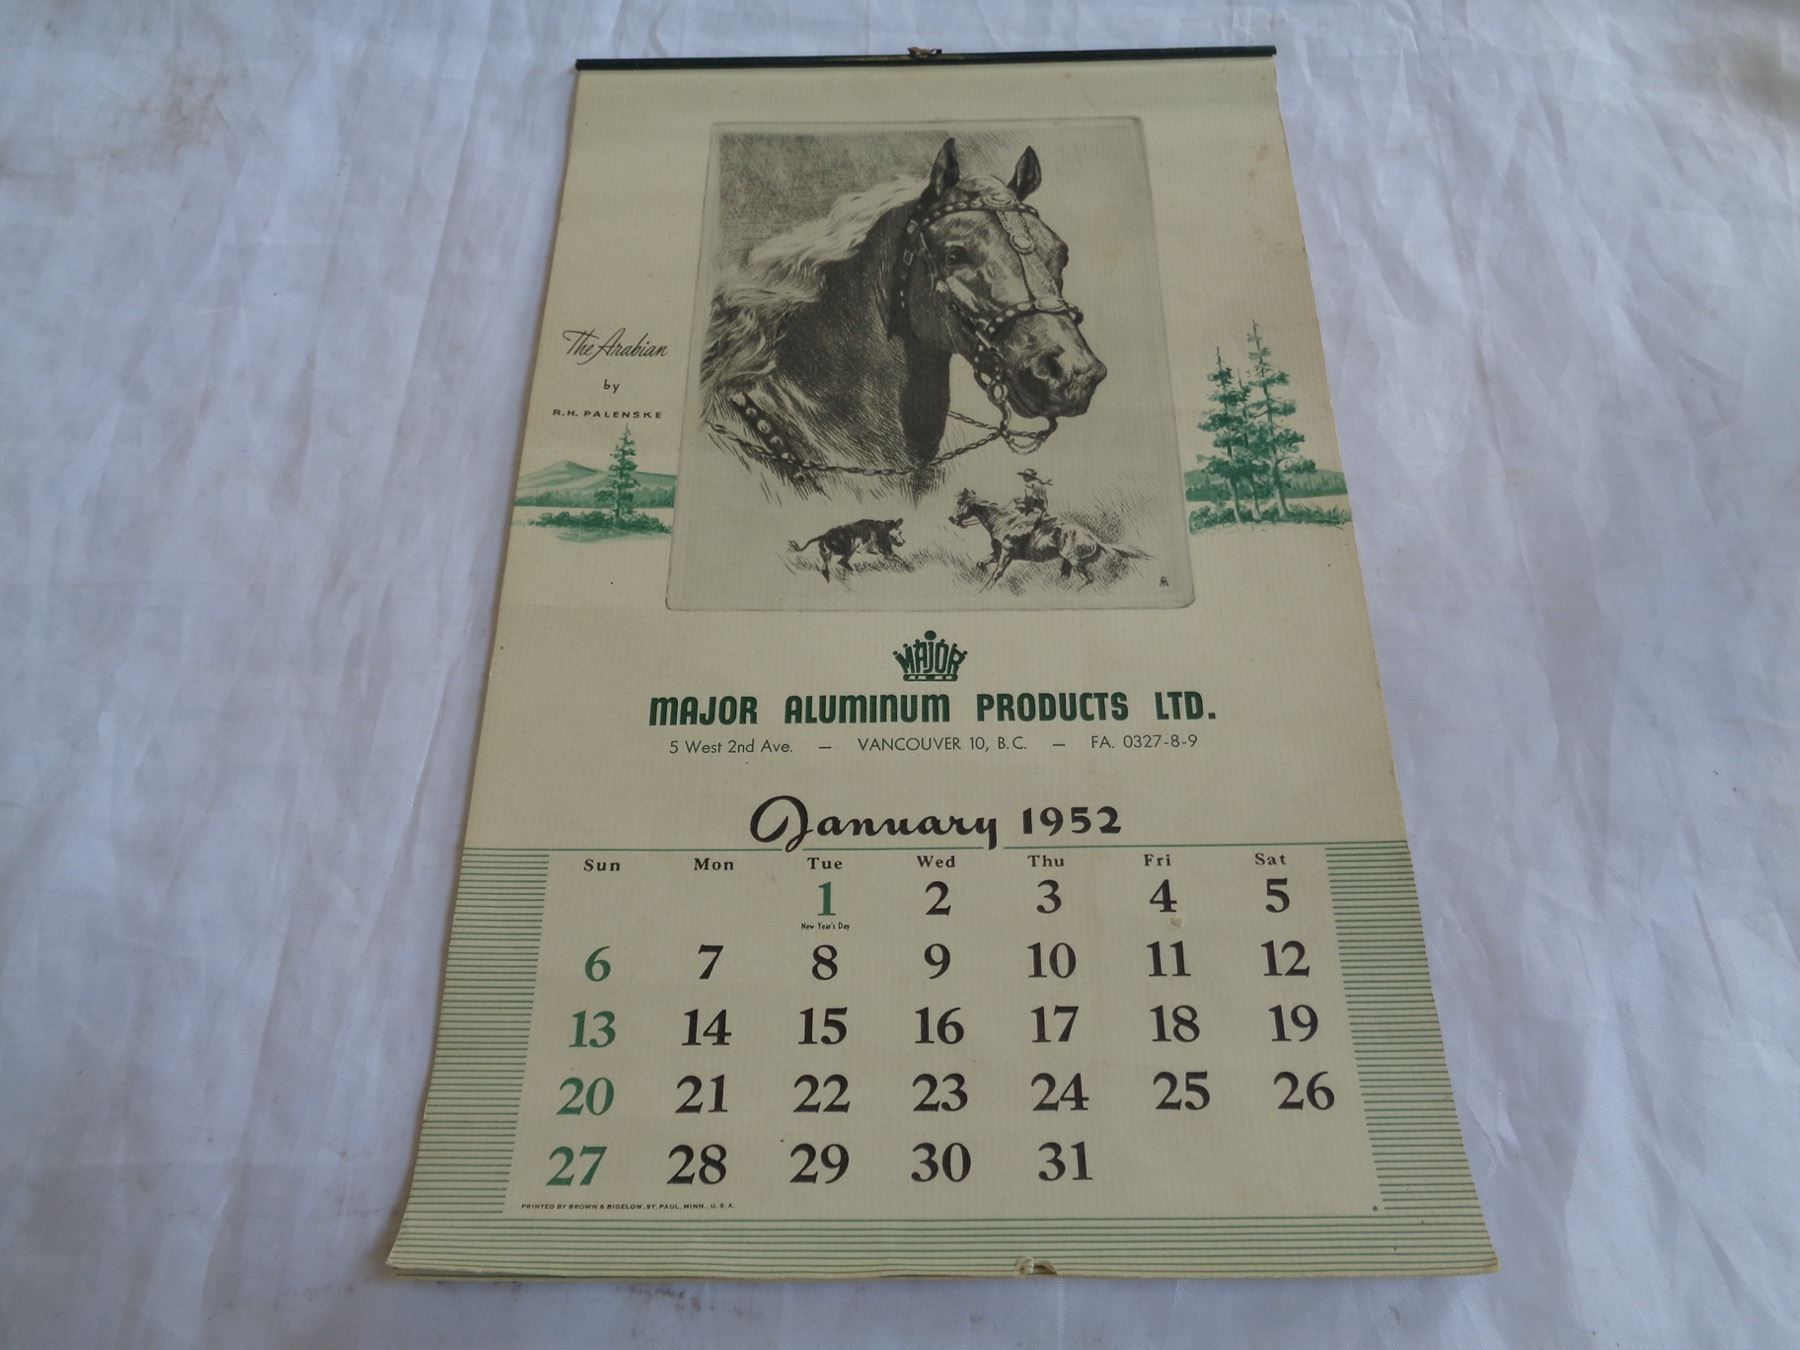 The Arabian
by
R.H. PALENSKE
MAJOR
MAJOR ALUMINUM PRODUCTS LTD.
5 West 2nd Ave. — VANCOUVER 10, B.C. — FA. 0327-8-9
January 1952
Sun Mon Tue Wed Thu Fri Sat
1 2 3 4 5
New Year's Day
6 7 8 9 10 11 12
13 14 15 16 17 18 19
20 21 22 23 24 25 26
27 28 29 30 31
PRINTED BY BROWN & BIGELOW, ST. PAUL, MINN., U.S.A.